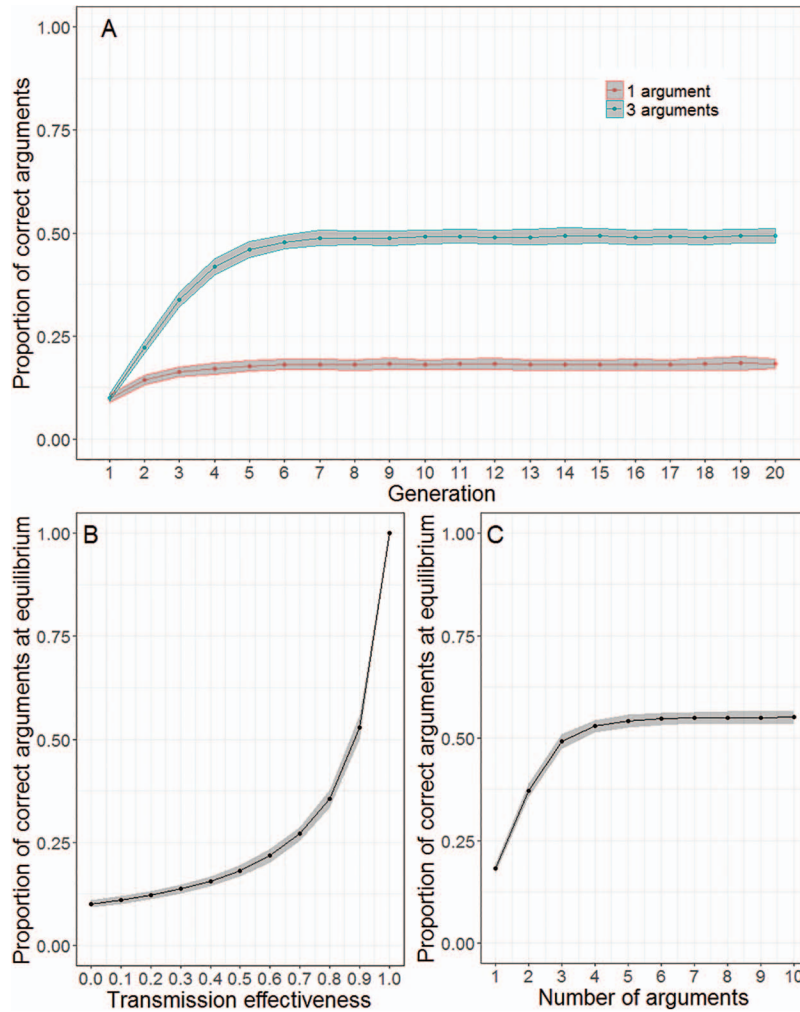 A
Proportion of correct arguments
1.00
0.75
0.50
0.25
0.00
1 argument
3 arguments
1 2 3 4 5 6 7 8 9 10 11 12 13 14 15 16 17 18 19 20
Generation
B
Proportion of correct arguments at equilibrium
1.00
0.75
0.50
0.25
0.00
0.0 0.1 0.2 0.3 0.4 0.5 0.6 0.7 0.8 0.9 1.0
Transmission effectiveness
C
Proportion of correct arguments at equilibrium
1.00
0.75
0.50
0.25
0.00
1 2 3 4 5 6 7 8 9 10
Number of arguments